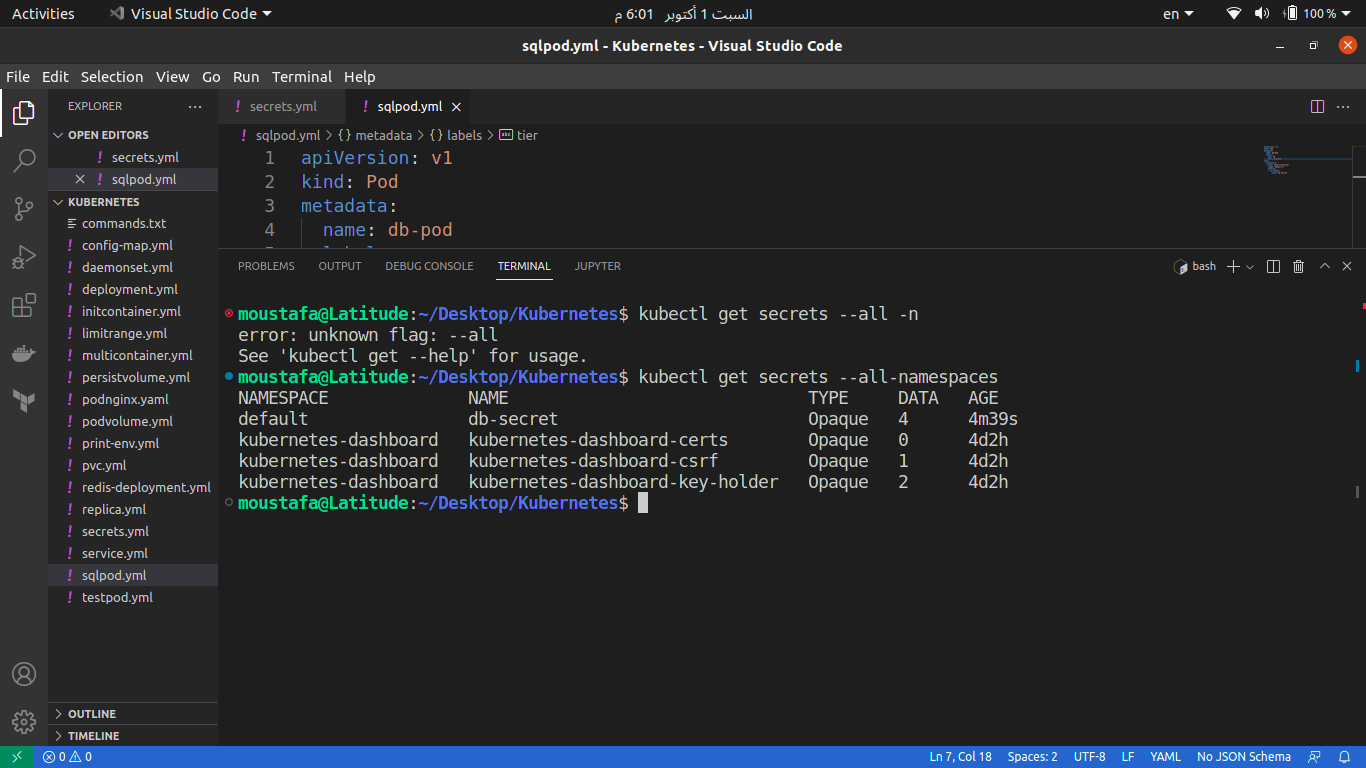 Activities
Visual Studio Code
السبت 1 أكتوبر 6:01 م
en
100 %
sqlpod.yml - Kubernetes - Visual Studio Code
File Edit Selection View Go Run Terminal Help
EXPLORER
OPEN EDITORS
! secrets.yml
! sqlpod.yml
KUBERNETES
commands.txt
! config-map.yml
! daemonset.yml
! deployment.yml
! initcontainer.yml
! limitrange.yml
! multicontainer.yml
! persistvolume.yml
! podnginx.yaml
! podvolume.yml
! print-env.yml
! pvc.yml
! redis-deployment.yml
! replica.yml
! secrets.yml
! service.yml
! sqlpod.yml
! testpod.yml
OUTLINE
TIMELINE
! secrets.yml
! sqlpod.yml
! sqlpod.yml > {} metadata > {} labels > abc tier
1 apiVersion: v1
2 kind: Pod
3 metadata:
4 name: db-pod
PROBLEMS OUTPUT DEBUG CONSOLE TERMINAL JUPYTER
bash
moustafa@Latitude:~/Desktop/Kubernetes$ kubectl get secrets --all -n
error: unknown flag: --all
See 'kubectl get --help' for usage.
moustafa@Latitude:~/Desktop/Kubernetes$ kubectl get secrets --all-namespaces
NAMESPACE NAME TYPE DATA AGE
default db-secret Opaque 4 4m39s
kubernetes-dashboard kubernetes-dashboard-certs Opaque 0 4d2h
kubernetes-dashboard kubernetes-dashboard-csrf Opaque 1 4d2h
kubernetes-dashboard kubernetes-dashboard-key-holder Opaque 2 4d2h
moustafa@Latitude:~/Desktop/Kubernetes$
0 0
Ln 7, Col 18 Spaces: 2 UTF-8 LF YAML No JSON Schema